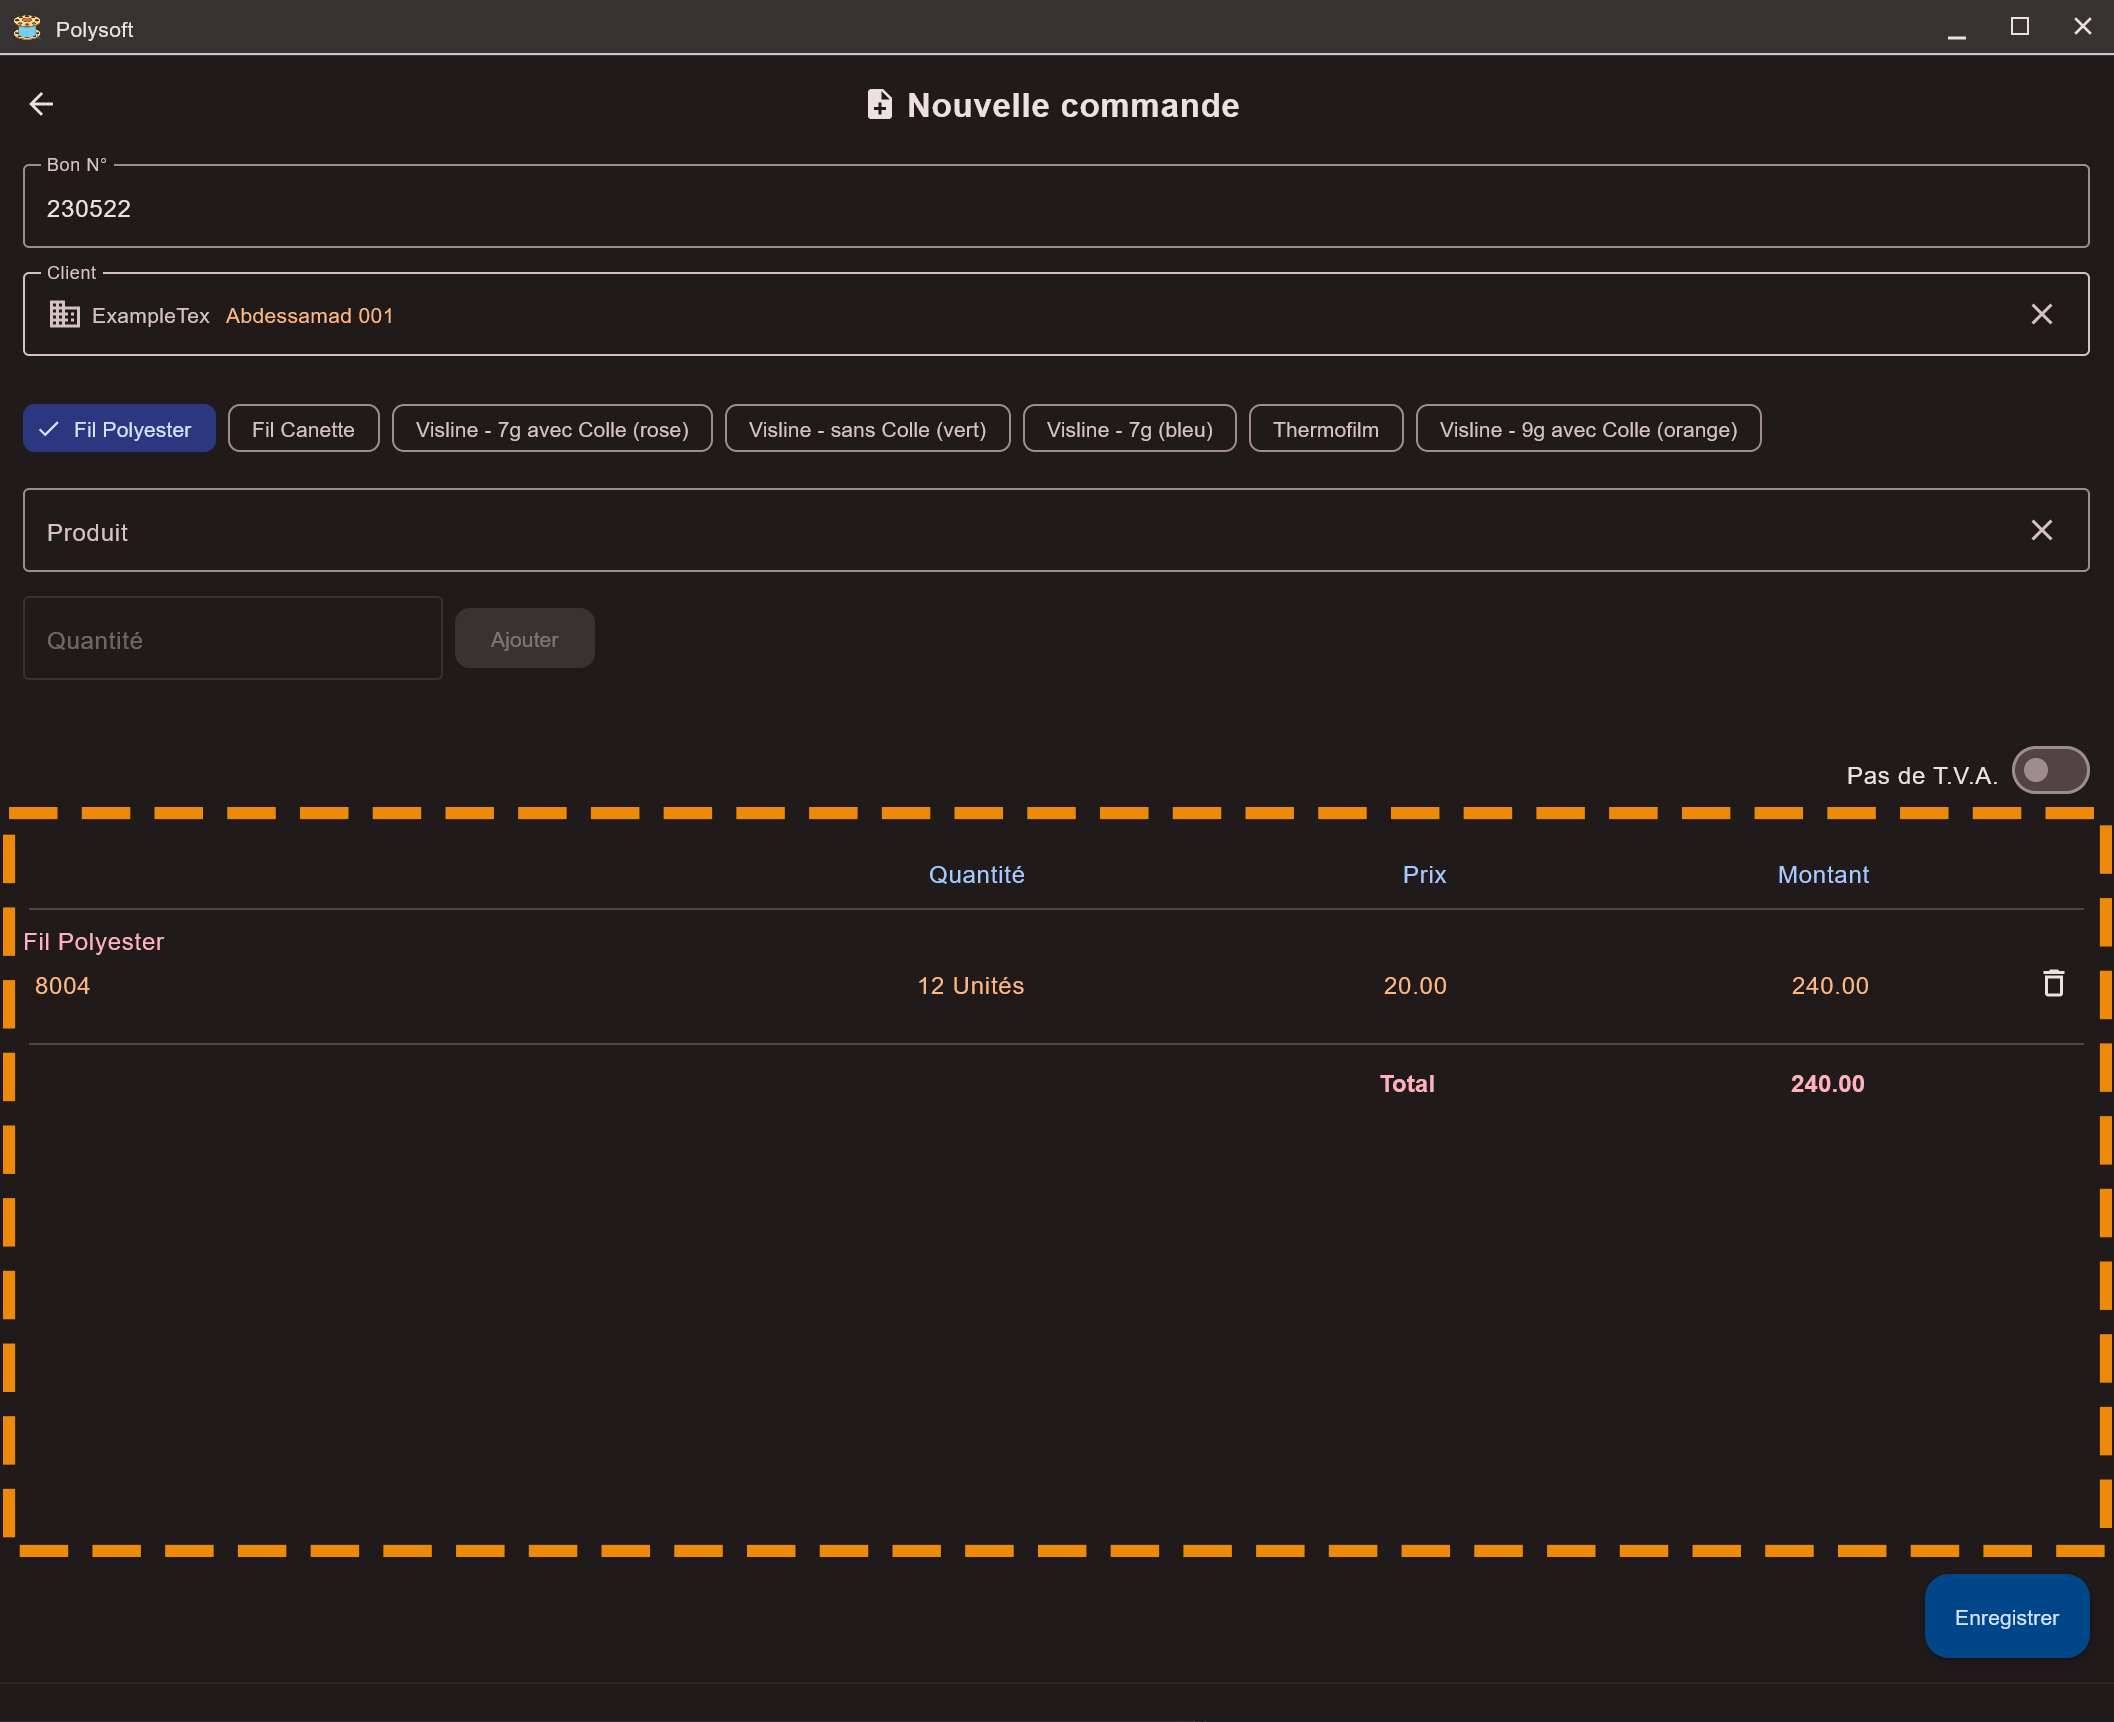 Polysoft
Nouvelle commande
Bon N°
230522
Client
ExampleTex Abdessamad 001
Fil Polyester Fil Canette Visline - 7g avec Colle (rose) Visline - sans Colle (vert) Visline - 7g (bleu) Thermofilm Visline - 9g avec Colle (orange)
Produit
Quantité Ajouter
Pas de T.V.A.
Quantité Prix Montant
Fil Polyester
8004 12 Unités 20.00 240.00
Total 240.00
Enregistrer